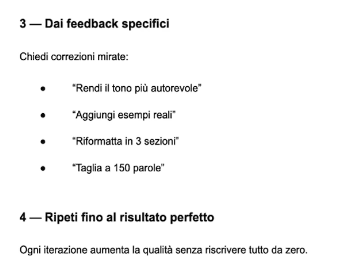 3 — Dai feedback specifici
Chiedi correzioni mirate:
● “Rendi il tono più autorevole”
● “Aggiungi esempi reali”
● “Riformatta in 3 sezioni”
● “Taglia a 150 parole”
4 — Ripeti fino al risultato perfetto
Ogni iterazione aumenta la qualità senza riscrivere tutto da zero.